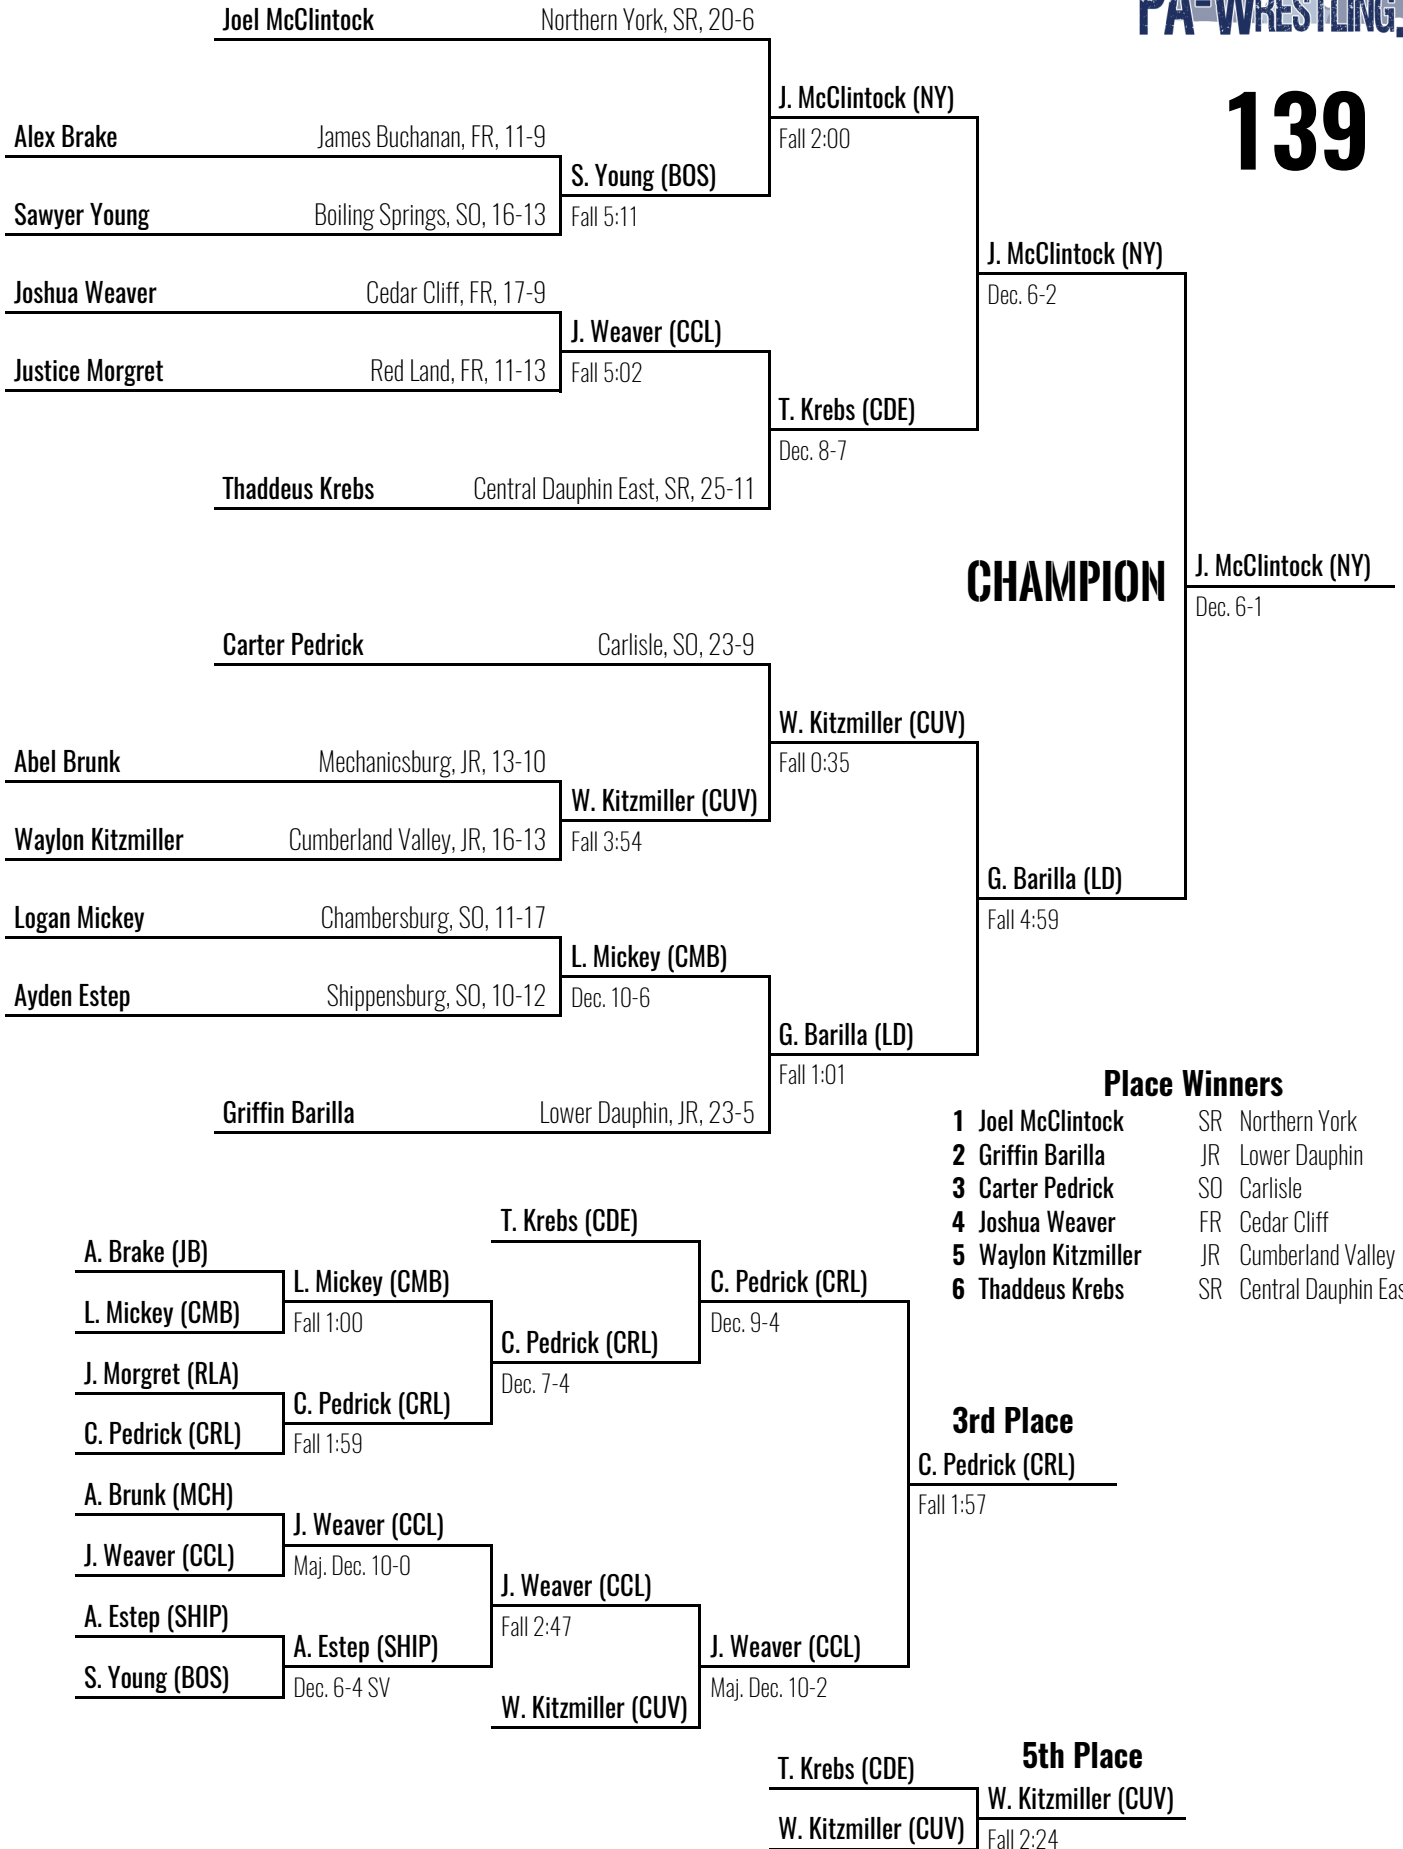 PA-WRESTLING.
139
Joel McClintock Northern York, SR, 20-6
J. McClintock (NY)
Fall 2:00
Alex Brake James Buchanan, FR, 11-9
S. Young (BOS)
Fall 5:11
Sawyer Young Boiling Springs, SO, 16-13
J. McClintock (NY)
Dec. 6-2
Joshua Weaver Cedar Cliff, FR, 17-9
J. Weaver (CCL)
Fall 5:02
Justice Morgret Red Land, FR, 11-13
T. Krebs (CDE)
Dec. 8-7
Thaddeus Krebs Central Dauphin East, SR, 25-11
CHAMPION
J. McClintock (NY)
Dec. 6-1
Carter Pedrick Carlisle, SO, 23-9
W. Kitzmiller (CUV)
Fall 0:35
Abel Brunk Mechanicsburg, JR, 13-10
W. Kitzmiller (CUV)
Fall 3:54
Waylon Kitzmiller Cumberland Valley, JR, 16-13
G. Barilla (LD)
Fall 4:59
Logan Mickey Chambersburg, SO, 11-17
L. Mickey (CMB)
Dec. 10-6
Ayden Estep Shippensburg, SO, 10-12
G. Barilla (LD)
Fall 1:01
Griffin Barilla Lower Dauphin, JR, 23-5
Place Winners
1 Joel McClintock SR Northern York
2 Griffin Barilla JR Lower Dauphin
3 Carter Pedrick SO Carlisle
4 Joshua Weaver FR Cedar Cliff
5 Waylon Kitzmiller JR Cumberland Valley
6 Thaddeus Krebs SR Central Dauphin Eas
T. Krebs (CDE)
A. Brake (JB)
L. Mickey (CMB)
Fall 1:00
L. Mickey (CMB)
C. Pedrick (CRL)
Dec. 9-4
C. Pedrick (CRL)
Dec. 7-4
J. Morgret (RLA)
C. Pedrick (CRL)
Fall 1:59
C. Pedrick (CRL)
3rd Place
C. Pedrick (CRL)
Fall 1:57
A. Brunk (MCH)
J. Weaver (CCL)
Maj. Dec. 10-0
J. Weaver (CCL)
J. Weaver (CCL)
Fall 2:47
A. Estep (SHIP)
A. Estep (SHIP)
Dec. 6-4 SV
S. Young (BOS)
J. Weaver (CCL)
Maj. Dec. 10-2
W. Kitzmiller (CUV)
5th Place
T. Krebs (CDE)
W. Kitzmiller (CUV)
Fall 2:24
W. Kitzmiller (CUV)